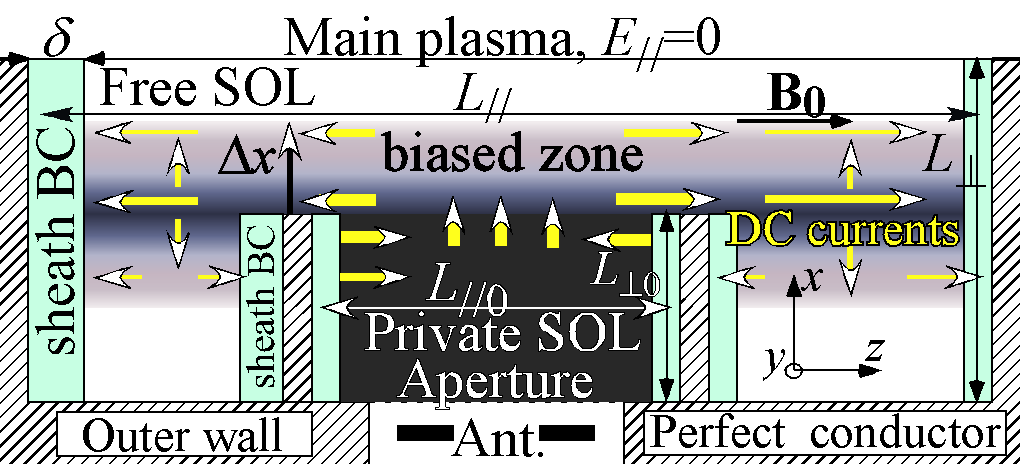 δ
Main plasma, E//=0
Free SOL
L//
B0
sheath BC
Δx
biased zone
L⊥
DC currents
sheath BC
L//0
L⊥0
Private SOL
Aperture
x
y
z
Outer wall
Ant.
Perfect conductor